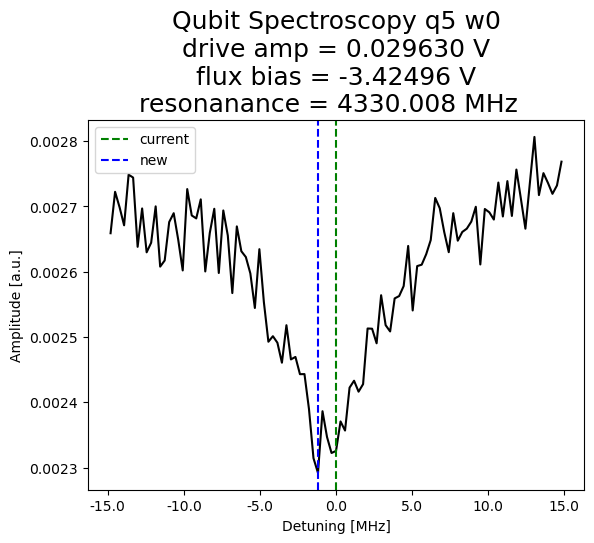 Qubit Spectroscopy q5 w0
drive amp = 0.029630 V
flux bias = -3.42496 V
resonanance = 4330.008 MHz
current
new
0.0028
0.0027
0.0026
0.0025
0.0024
0.0023
Amplitude [a.u.]
-15.0 -10.0 -5.0 0.0 5.0 10.0 15.0
Detuning [MHz]